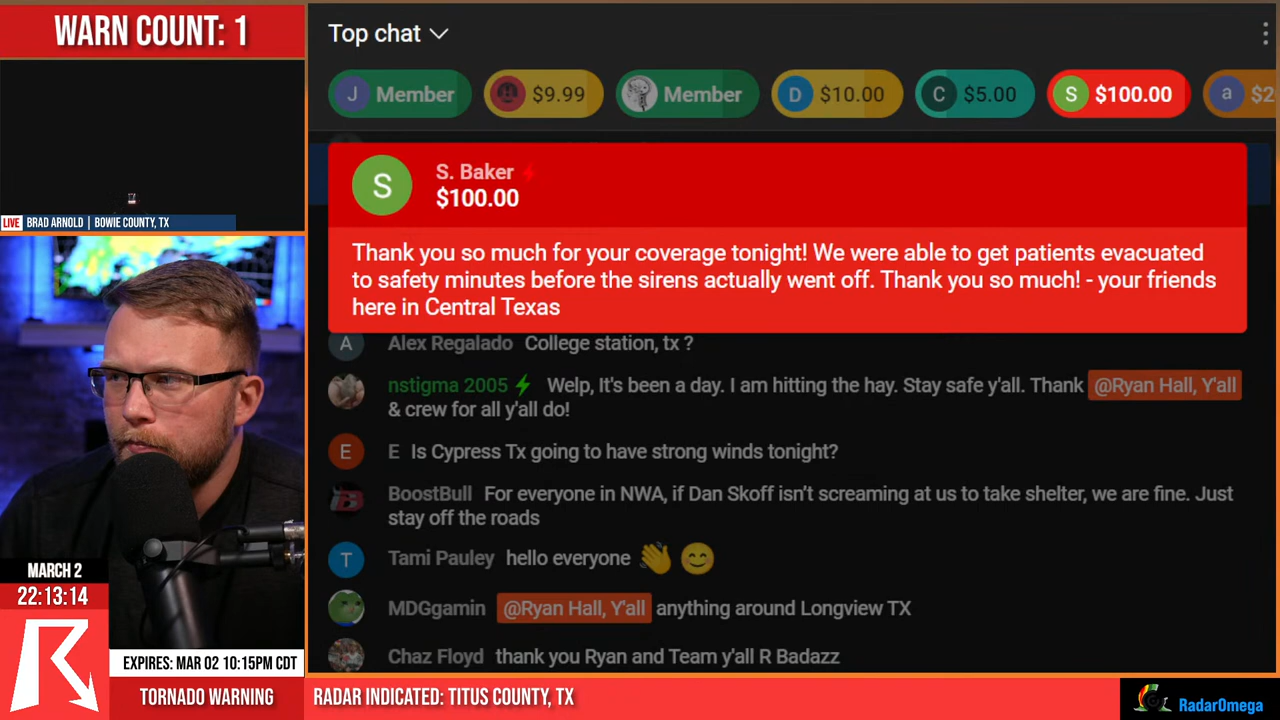 WARN COUNT: 1
LIVE BRAD ARNOLD | BOWIE COUNTY, TX
MARCH 2
22:13:14
EXPIRES: MAR 02 10:15PM CDT
TORNADO WARNING
RADAR INDICATED: TITUS COUNTY, TX
RadarOmega
Top chat
J Member
$9.99
Member
D $10.00
C $5.00
S $100.00
a $2
S
S. Baker
$100.00
Thank you so much for your coverage tonight! We were able to get patients evacuated
to safety minutes before the sirens actually went off. Thank you so much! - your friends
here in Central Texas
A Alex Regalado College station, tx ?
nstigma 2005 Welp, It's been a day. I am hitting the hay. Stay safe y'all. Thank @Ryan Hall, Y'all
& crew for all y'all do!
E E Is Cypress Tx going to have strong winds tonight?
BoostBull For everyone in NWA, if Dan Skoff isn't screaming at us to take shelter, we are fine. Just
stay off the roads
T Tami Pauley hello everyone 👋 😊
MDGgamin @Ryan Hall, Y'all anything around Longview TX
Chaz Floyd thank you Ryan and Team y'all R Badazz